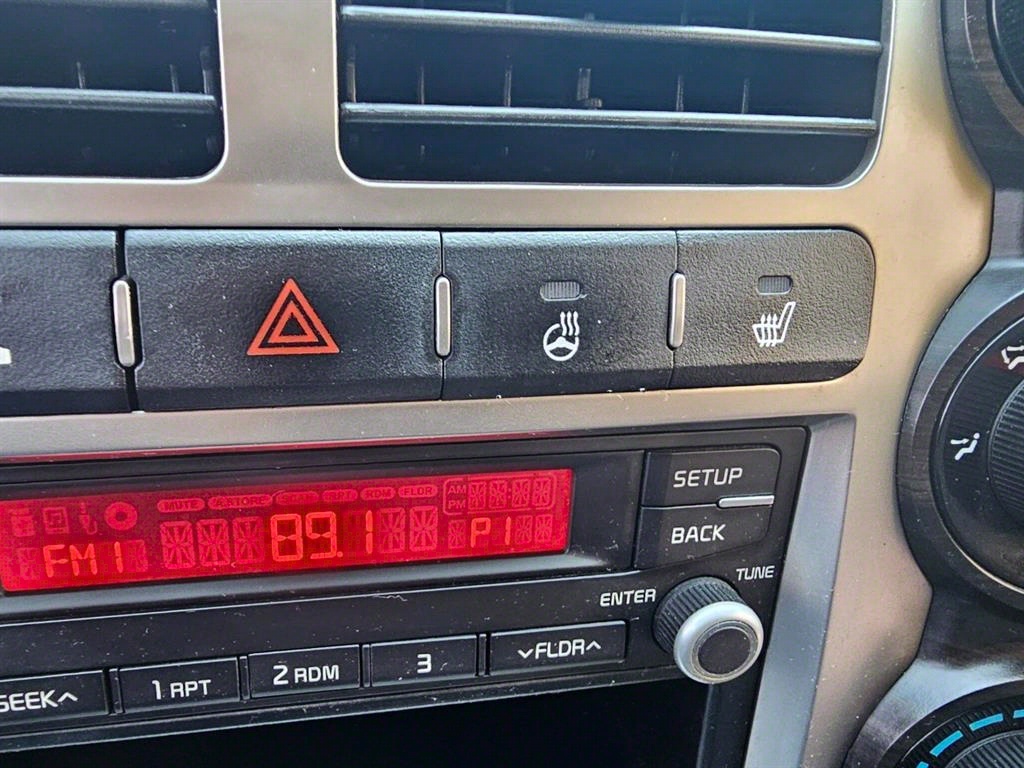 SETUP
MUTE A.STORE RPT RDM FLDR AM
PM
FM1 89.1 P1
BACK
TUNE
ENTER
SEEK∧
1 RPT
2 RDM
3
∨FLDR∧